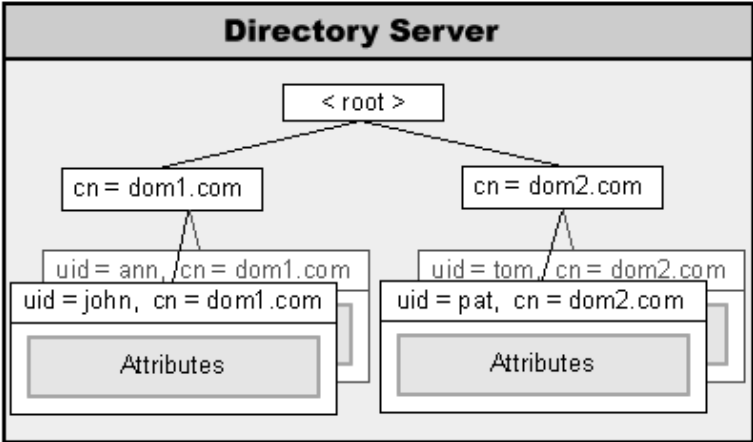 Directory Server
< root >
cn = dom1.com
cn = dom2.com
uid = ann, cn = dom1.com
uid = tom, cn = dom2.com
uid = john, cn = dom1.com
uid = pat, cn = dom2.com
Attributes
Attributes